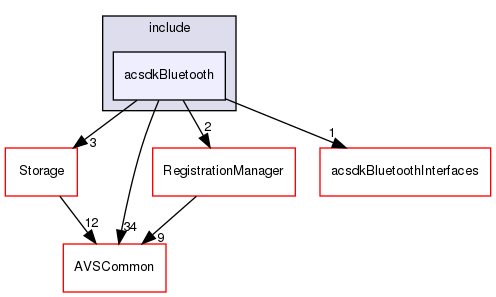 include
acsdkBluetooth
3
2
1
Storage
RegistrationManager
acsdkBluetoothInterfaces
12
34
9
AVSCommon